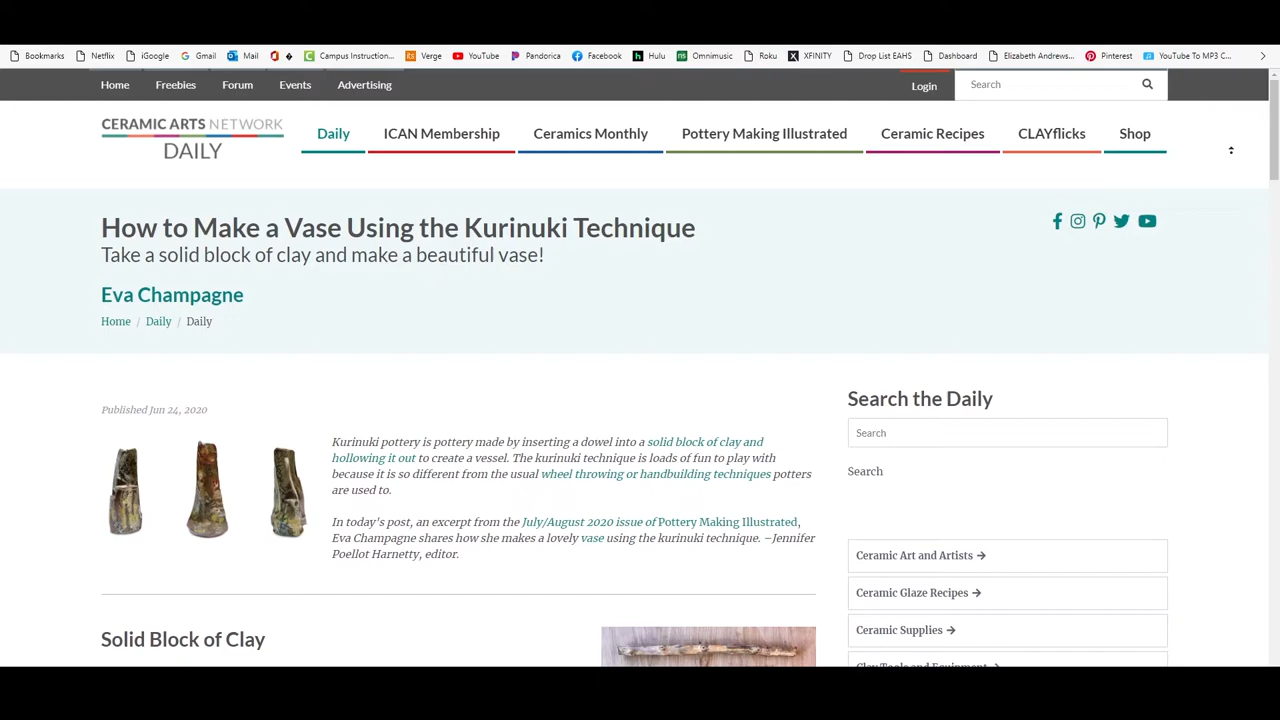 Bookmarks Netflix iGoogle Gmail Mail Campus Instruction... Verge YouTube Pandorica Facebook Hulu Omnimusic Roku XFINITY Drop List EAHS Dashboard Elizabeth Andrews... Pinterest YouTube To MP3 C...
Home Freebies Forum Events Advertising Login Search
CERAMIC ARTS NETWORK
DAILY
Daily ICAN Membership Ceramics Monthly Pottery Making Illustrated Ceramic Recipes CLAYflicks Shop
How to Make a Vase Using the Kurinuki Technique
Take a solid block of clay and make a beautiful vase!
Eva Champagne
Home / Daily / Daily
Published Jun 24, 2020
Kurinuki pottery is pottery made by inserting a dowel into a solid block of clay and
hollowing it out to create a vessel. The kurinuki technique is loads of fun to play with
because it is so different from the usual wheel throwing or handbuilding techniques potters
are used to.
In today's post, an excerpt from the July/August 2020 issue of Pottery Making Illustrated,
Eva Champagne shares how she makes a lovely vase using the kurinuki technique. –Jennifer
Poellot Harnetty, editor.
Solid Block of Clay
Search the Daily
Search
Search
Ceramic Art and Artists
Ceramic Glaze Recipes
Ceramic Supplies
Clay Tools and Equipment